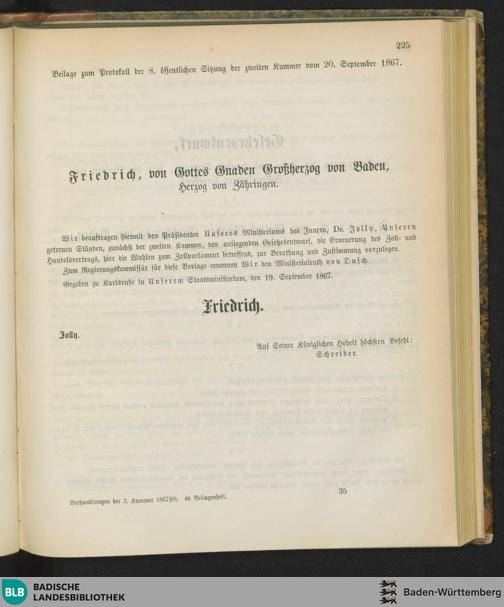 225
Beilage zum Protokoll der 8. öffentlichen Sitzung der zweiten Kammer vom 20. September 1867.
Friedrich, von Gottes Gnaden Großherzog von Baden,
Herzog von Zähringen.
Wir beauftragen hiermit den Präsidenten Unseres Ministeriums des Innern, Dr. Jolly, Unseren
getreuen Ständen, zunächst der zweiten Kammer, den anliegenden Gesetzesentwurf, die Erneuerung des Zoll- und
Handelsvertrags, hier die Wahlen zum Zollparlament betreffend, zur Berathung und Zustimmung vorzulegen.
Zum Regierungskommissär für diese Vorlage ernennen Wir den Ministerialrath von Dusch.
Gegeben zu Karlsruhe in Unserem Staatsministerium, den 19. September 1867.
Friedrich.
Jolly.
Auf Seiner Königlichen Hoheit höchsten Befehl:
Schreiber.
Verhandlungen der 2. Kammer 1867/68. 4s Beilagenheft.
35
BLB
BADISCHE
LANDESBIBLIOTHEK
Baden-Württemberg